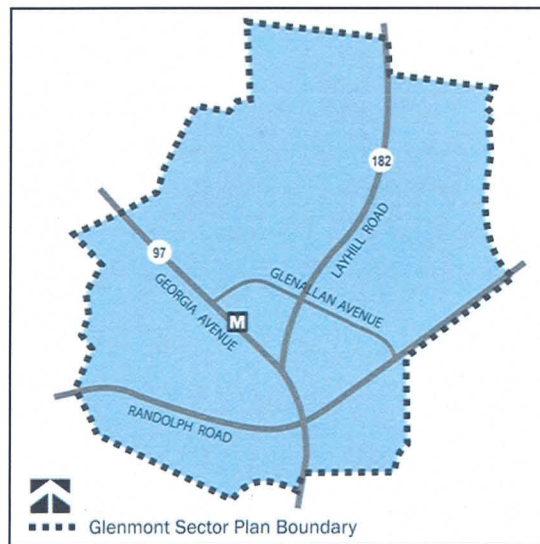 182
LAYHILL ROAD
97
GLENALLAN AVENUE
GEORGIA AVENUE
M
RANDOLPH ROAD
Glenmont Sector Plan Boundary